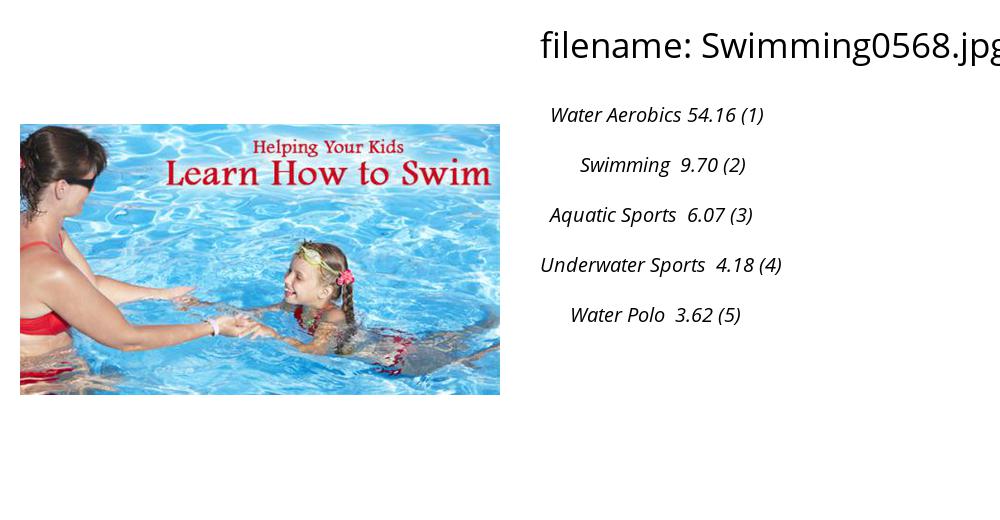 filename: Swimming0568.jpg
Helping Your Kids
Learn How to Swim
Water Aerobics 54.16 (1)
Swimming 9.70 (2)
Aquatic Sports 6.07 (3)
Underwater Sports 4.18 (4)
Water Polo 3.62 (5)